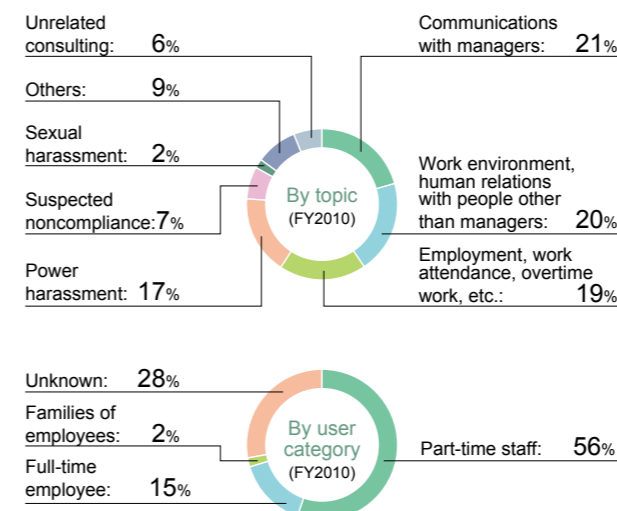 Unrelated
consulting: 6%
Others: 9%
Sexual
harassment: 2%
Suspected
noncompliance:7%
Power
harassment: 17%
By topic
(FY2010)
Communications
with managers: 21%
Work environment,
human relations
with people other
than managers: 20%
Employment, work
attendance, overtime
work, etc.: 19%
Unknown: 28%
Families of
employees: 2%
Full-time
employee: 15%
By user
category
(FY2010)
Part-time staff: 56%